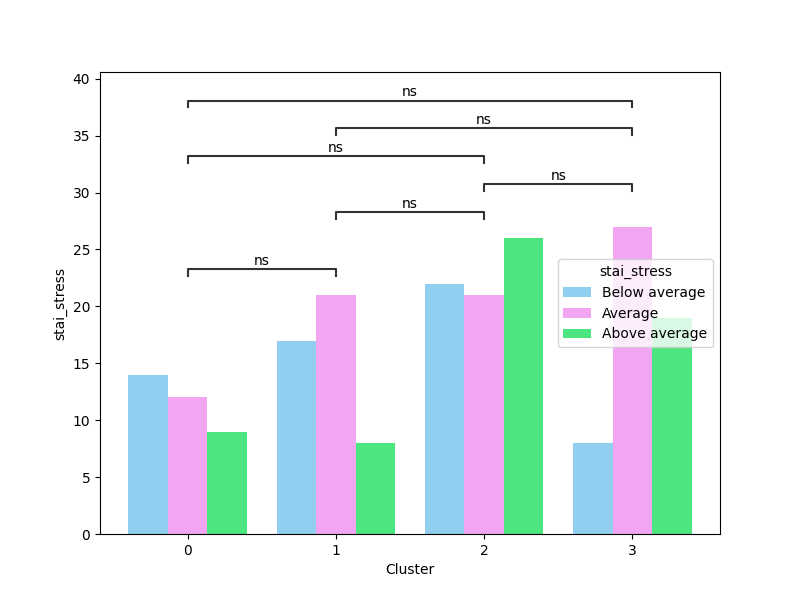 40
35
30
25
20
15
10
5
0
stai_stress
ns
ns
ns
ns
ns
ns
stai_stress
Below average
Average
Above average
0 1 2 3
Cluster